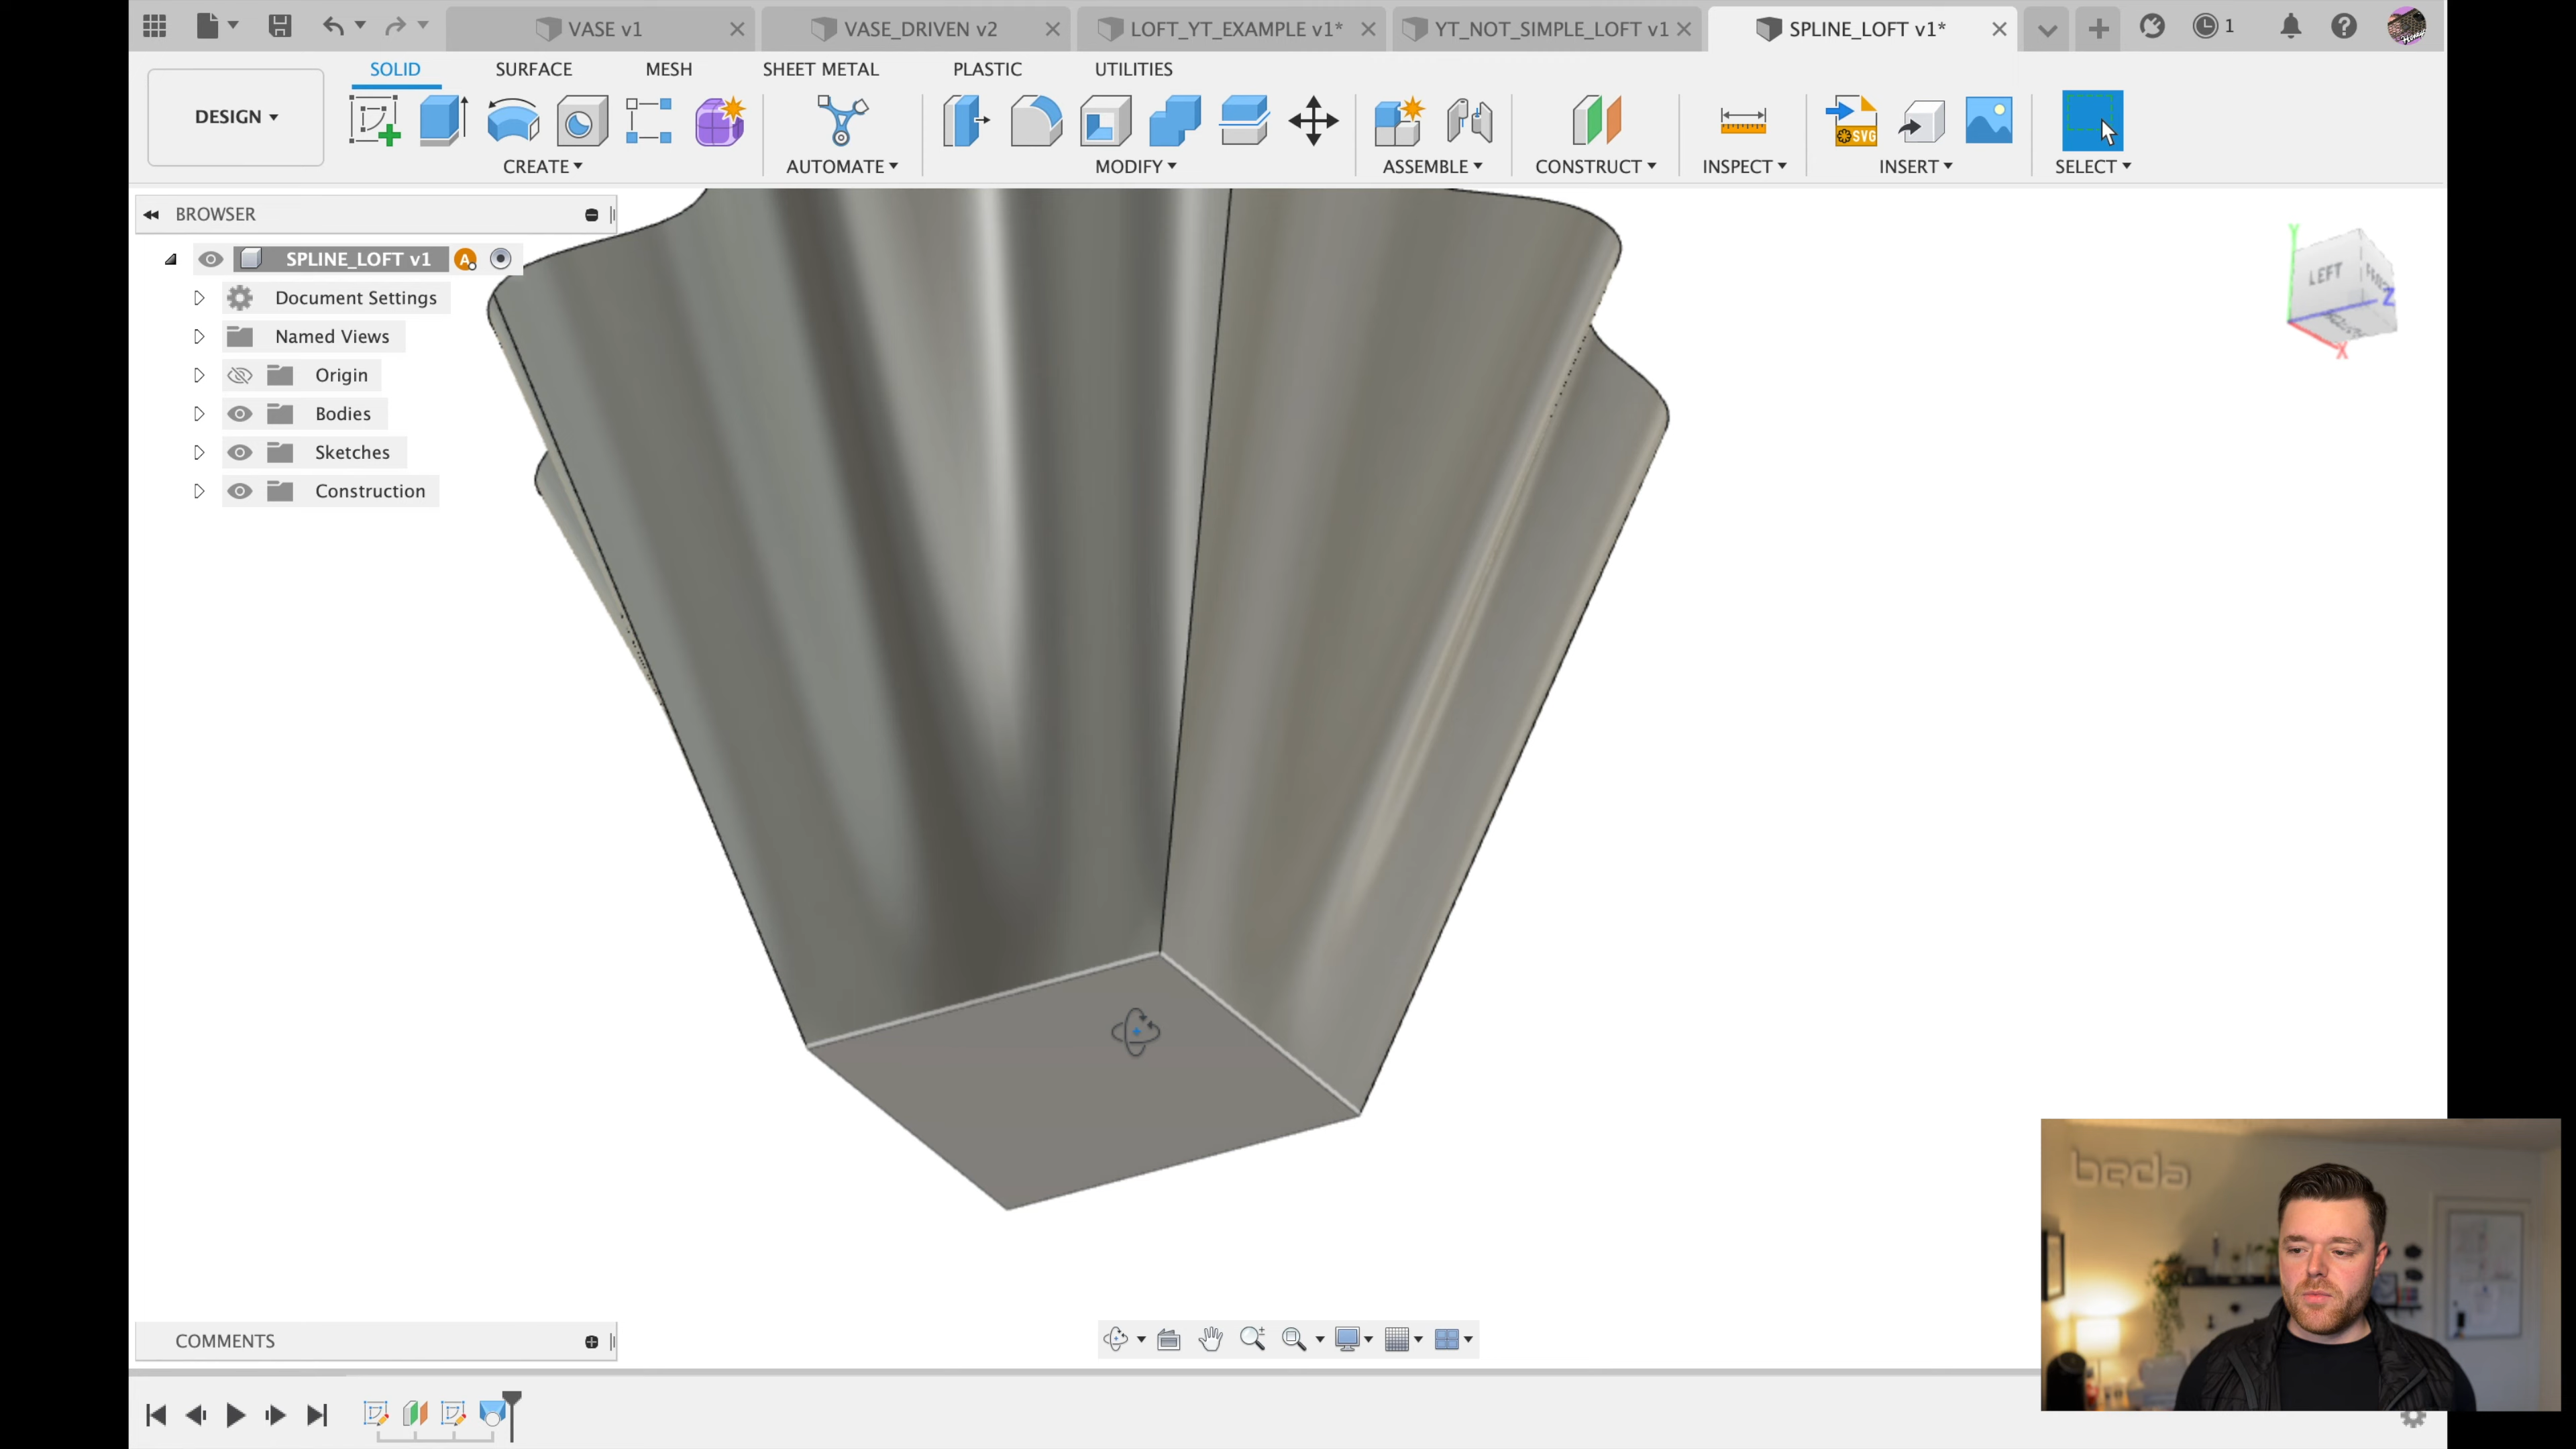 VASE v1
VASE_DRIVEN v2
LOFT_YT_EXAMPLE v1*
YT_NOT_SIMPLE_LOFT v1
SPLINE_LOFT v1*
1
SOLID
SURFACE
MESH
SHEET METAL
PLASTIC
UTILITIES
DESIGN
SVG
CREATE
AUTOMATE
MODIFY
ASSEMBLE
CONSTRUCT
INSPECT
INSERT
SELECT
BROWSER
SPLINE_LOFT v1
A
Document Settings
Named Views
Origin
Bodies
Sketches
Construction
Y
LEFT
Z
X
beda
COMMENTS